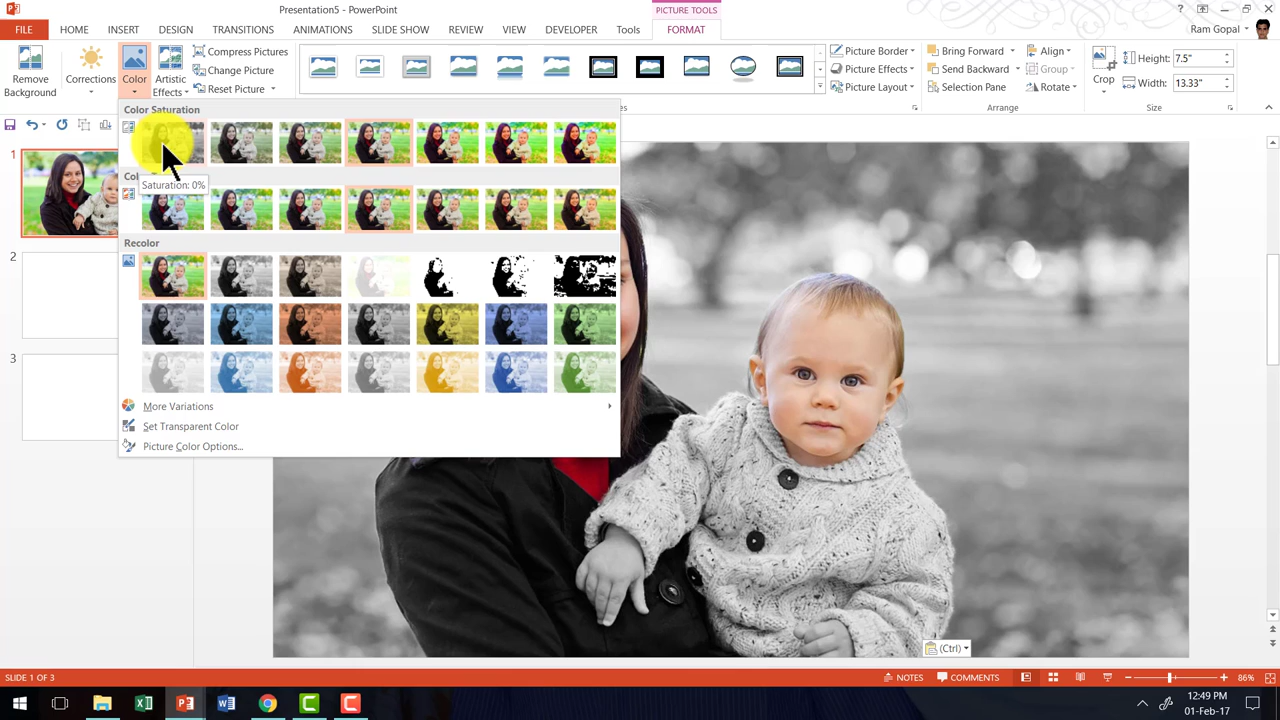 Presentation5 - PowerPoint
PICTURE TOOLS
?
FILE
HOME
INSERT
DESIGN
TRANSITIONS
ANIMATIONS
SLIDE SHOW
REVIEW
VIEW
DEVELOPER
Tools
FORMAT
Ram Gopal
Remove
Background
Corrections
Color
Artistic
Effects
Compress Pictures
Change Picture
Reset Picture
Picture Border
Picture Effects
Picture Layout
Bring Forward
Send Backward
Selection Pane
Align
Group
Rotate
Arrange
Crop
Height: 7.5"
Width: 13.33"
Size
Color Saturation
Saturation: 0%
Recolor
More Variations
Set Transparent Color
Picture Color Options...
1
2
3
(Ctrl)
SLIDE 1 OF 3
NOTES
COMMENTS
86%
12:49 PM
01-Feb-17